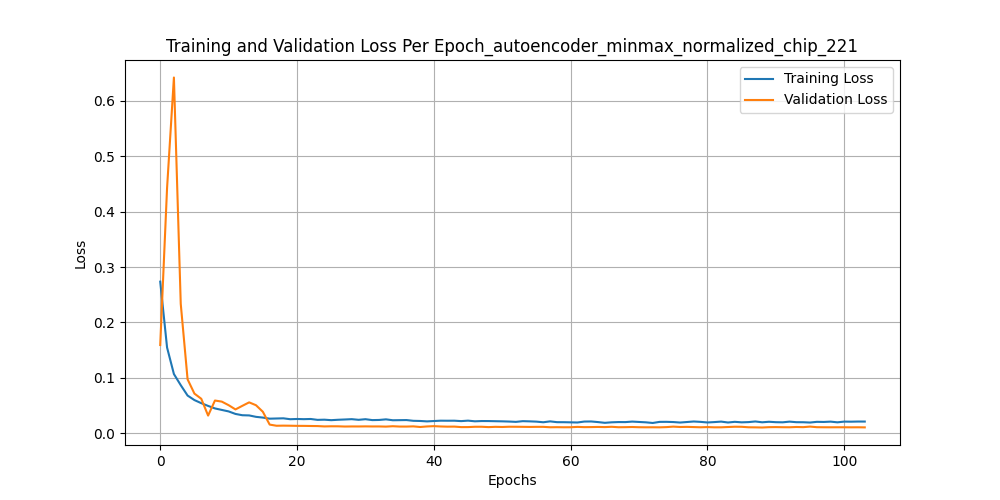 Training and Validation Loss Per Epoch_autoencoder_minmax_normalized_chip_221
Training Loss
Validation Loss
0.6
0.5
0.4
0.3
0.2
0.1
0.0
Loss
0 20 40 60 80 100
Epochs